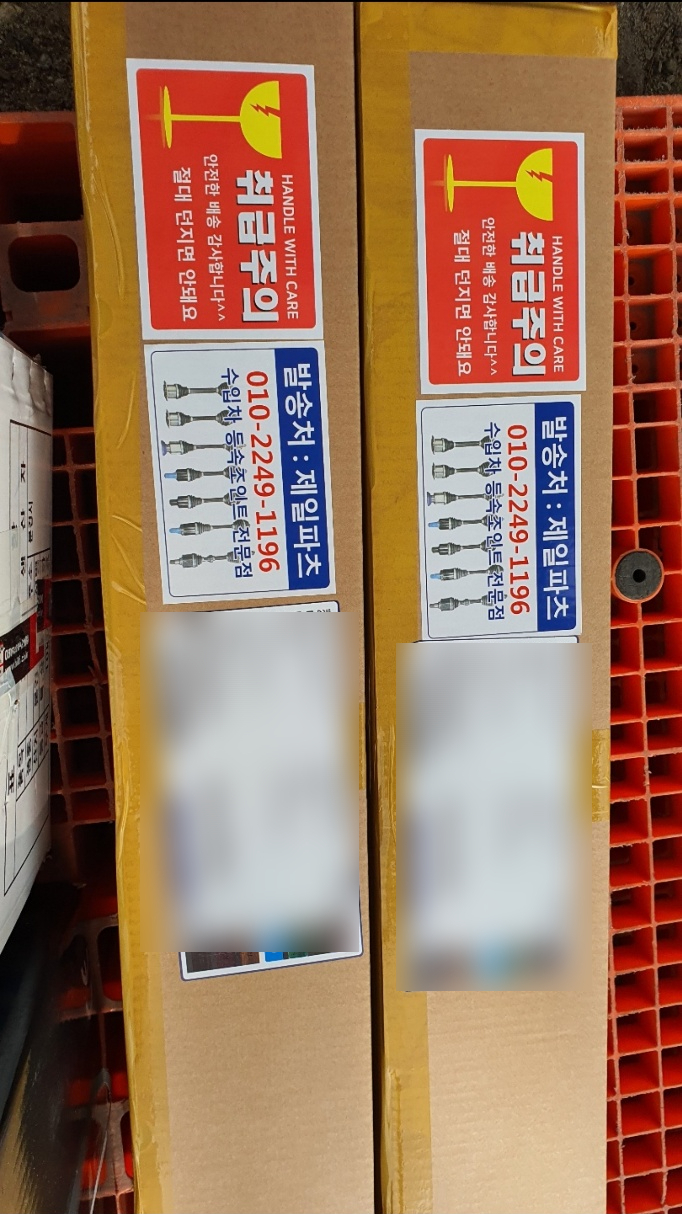 HANDLE WITH CARE
취급주의
안전한 배송 감사합니다^^
절대 던지면 안돼요
발송처 : 제일파츠
010-2249-1196
수입차 등속죠인트 전문점
HANDLE WITH CARE
취급주의
안전한 배송 감사합니다^^
절대 던지면 안돼요
발송처 : 제일파츠
010-2249-1196
수입차 등속죠인트 전문점